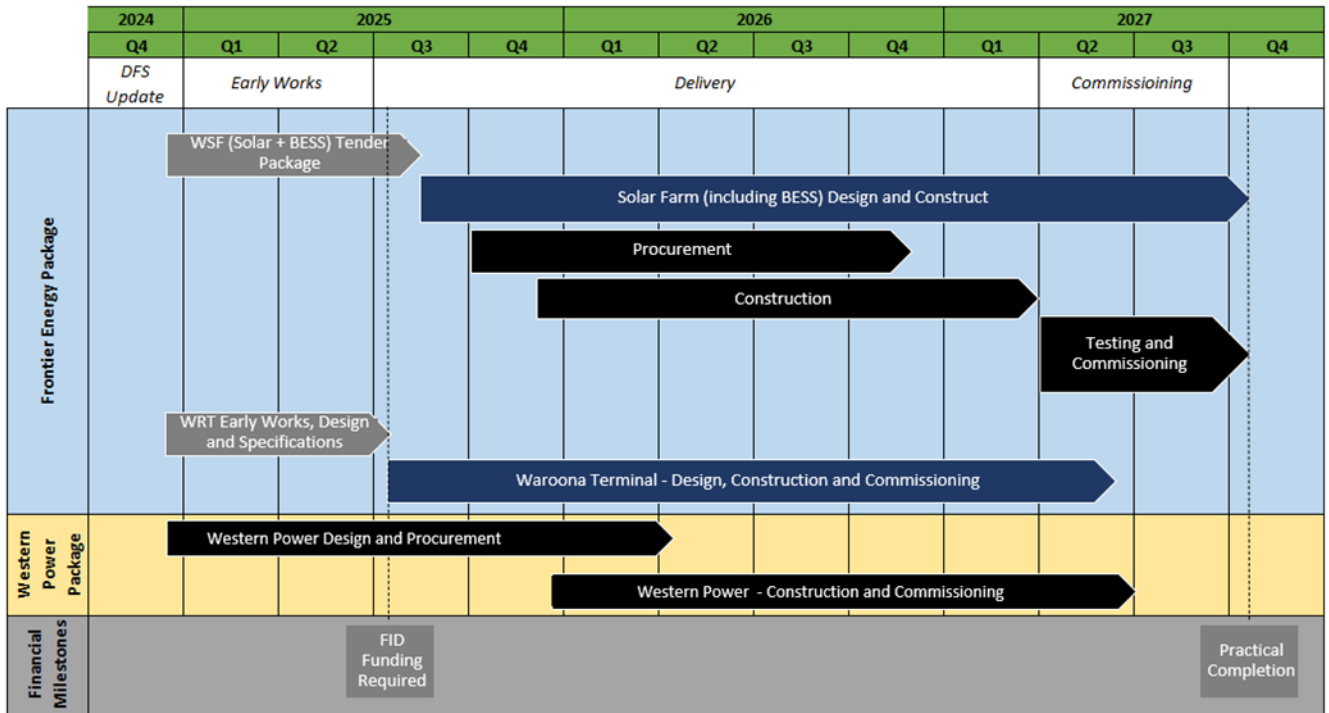 2024 2025 2026 2027
Q4 Q1 Q2 Q3 Q4 Q1 Q2 Q3 Q4 Q1 Q2 Q3 Q4
DFS
Update
Early Works
Delivery
Commissioining
Frontier Energy Package
WSF (Solar + BESS) Tender
Package
Solar Farm (including BESS) Design and Construct
Procurement
Construction
Testing and
Commissioning
WRT Early Works, Design
and Specifications
Waroona Terminal - Design, Construction and Commissioning
Western
Power
Package
Western Power Design and Procurement
Western Power - Construction and Commissioning
Financial
Milestones
FID
Funding
Required
Practical
Completion